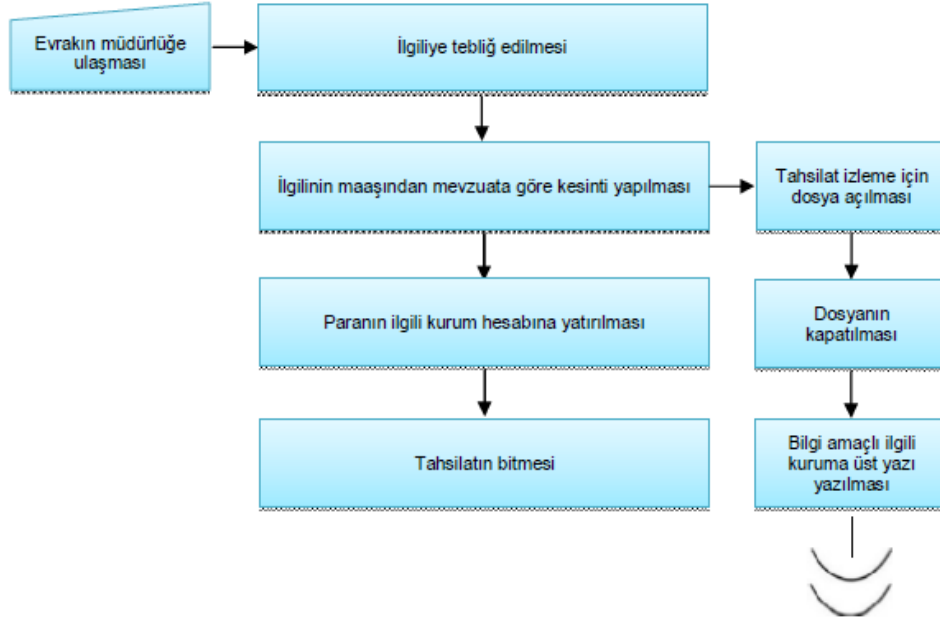 Evrakın müdürlüğe
ulaşması
İlgiliye tebliğ edilmesi
İlgilinin maaşından mevzuata göre kesinti yapılması
Tahsilat izleme için
dosya açılması
Paranın ilgili kurum hesabına yatırılması
Dosyanın
kapatılması
Tahsilatın bitmesi
Bilgi amaçlı ilgili
kuruma üst yazı
yazılması